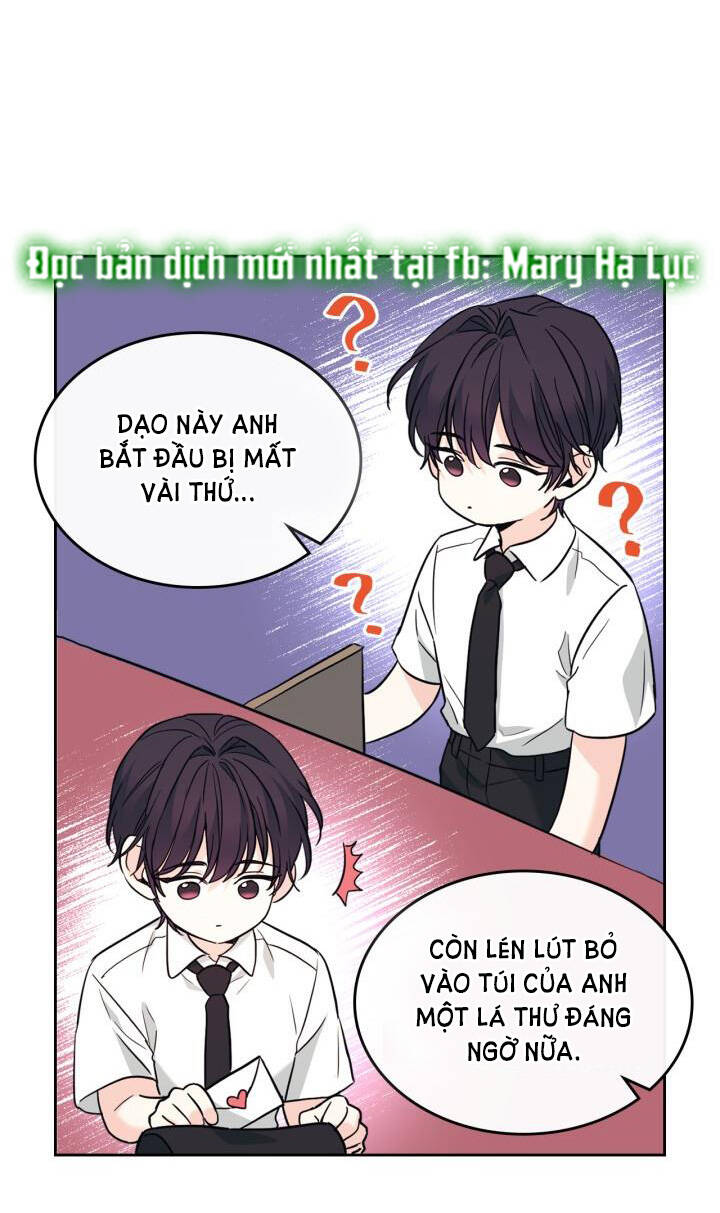 Đọc bản dịch mới nhất tại fb: Mary Hạ Lục
DẠO NÀY ANH
BẮT ĐẦU BỊ MẤT
VÀI THỨ...
CÒN LÉN LÚT BỎ
VÀO TÚI CỦA ANH
MỘT LÁ THƯ ĐÁNG
NGỜ NỮA.